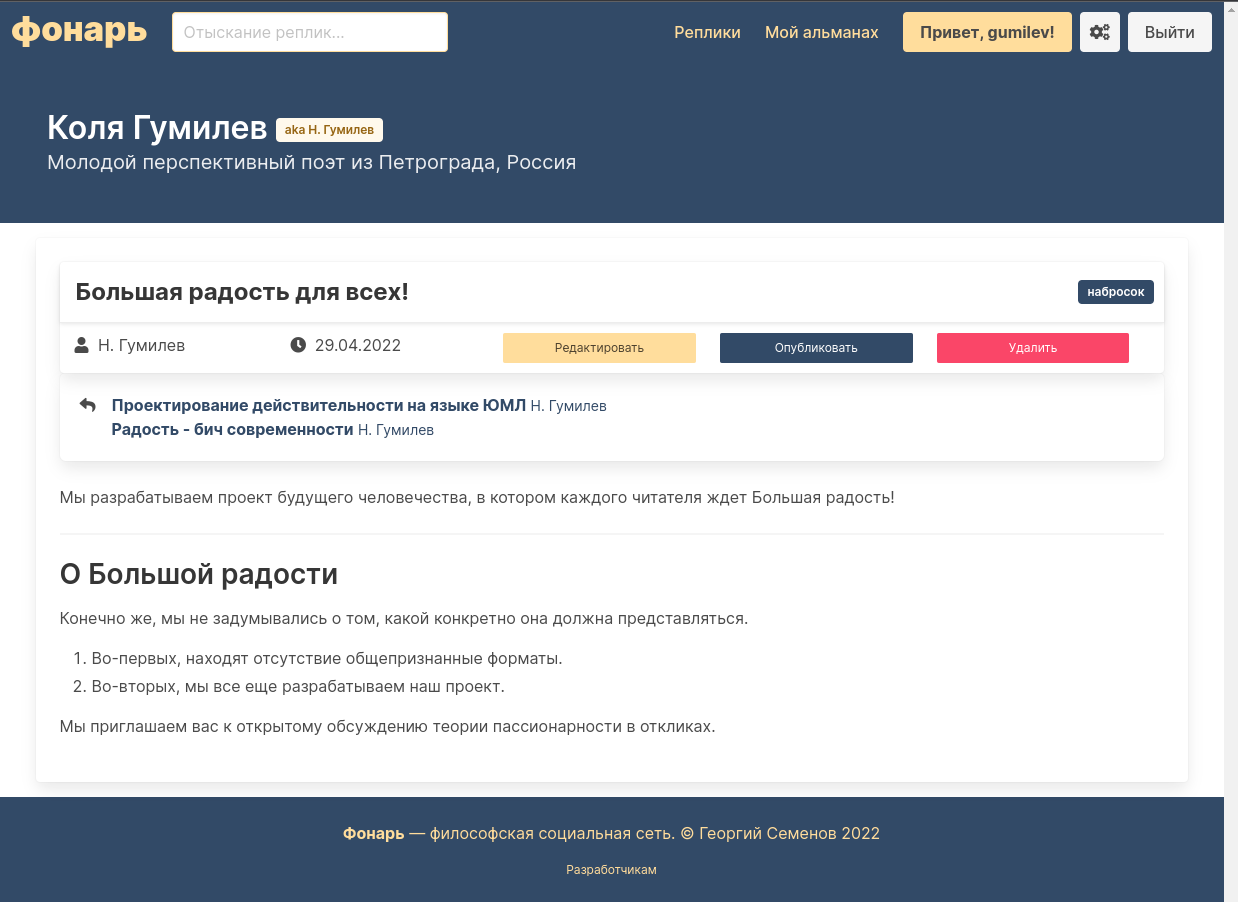 фонарь
Отыскание реплик...
Реплики
Мой альманах
Привет, gumilev!
Выйти
Коля Гумилев aka Н. Гумилев
Молодой перспективный поэт из Петрограда, Россия
Большая радость для всех!
набросок
Н. Гумилев
29.04.2022
Редактировать
Опубликовать
Удалить
Проектирование действительности на языке ЮМЛ Н. Гумилев
Радость - бич современности Н. Гумилев
Мы разрабатываем проект будущего человечества, в котором каждого читателя ждет Большая радость!
О Большой радости
Конечно же, мы не задумывались о том, какой конкретно она должна представляться.
1. Во-первых, находят отсутствие общепризнанные форматы.
2. Во-вторых, мы все еще разрабатываем наш проект.
Мы приглашаем вас к открытому обсуждению теории пассионарности в откликах.
Фонарь — философская социальная сеть. © Георгий Семенов 2022
Разработчикам